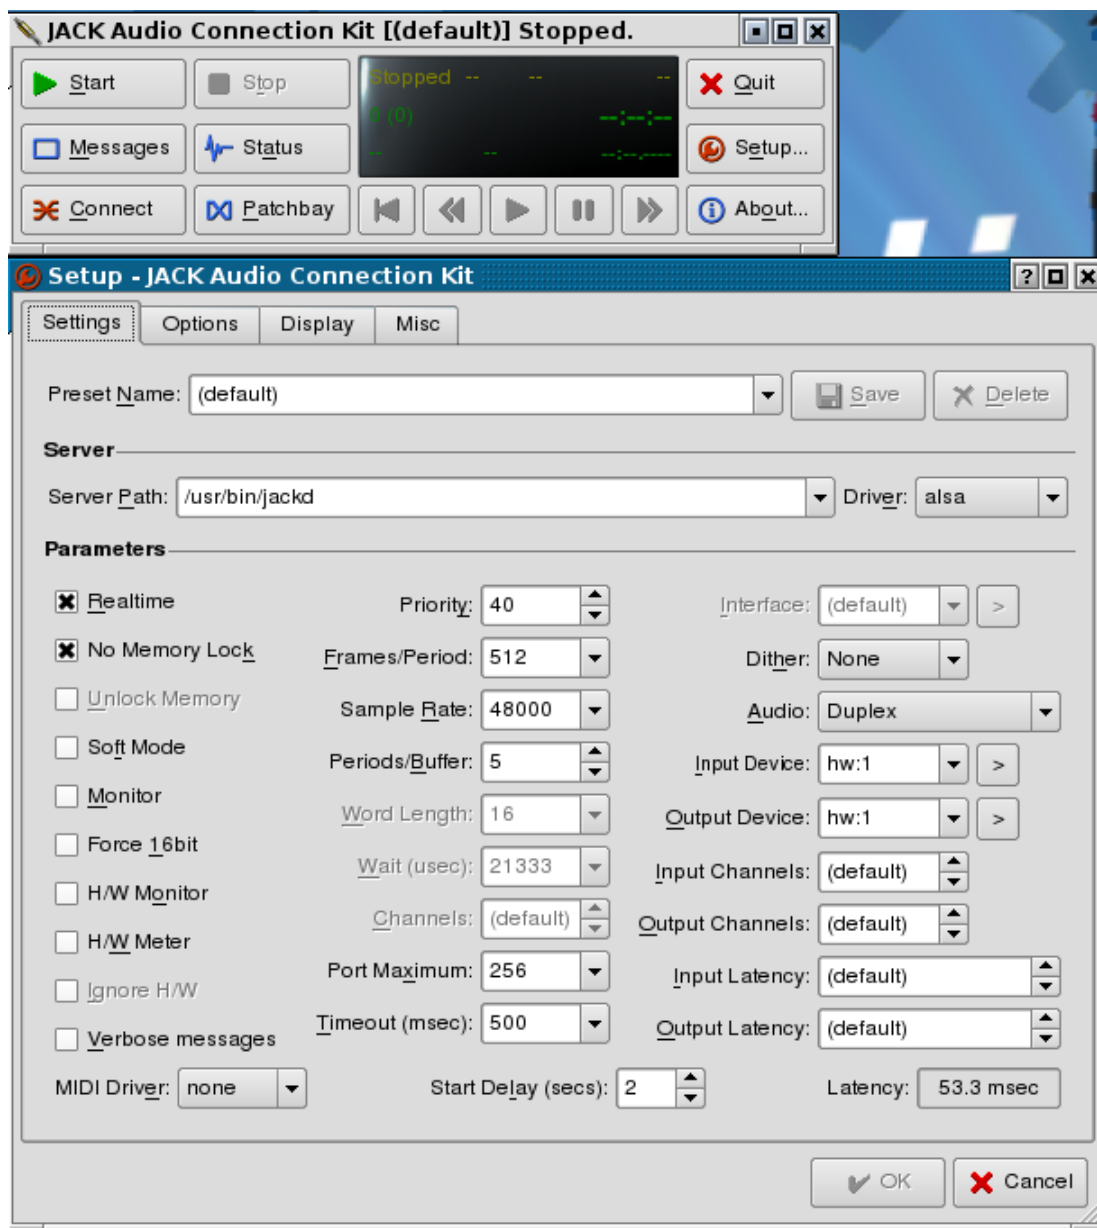 JACK Audio Connection Kit [(default)] Stopped.
Start Stop Stopped -- -- -- Quit
0 (0) --:--:--
Messages Status -- -- --:--.---- Setup...
Connect Patchbay About...
Setup - JACK Audio Connection Kit ?
Settings Options Display Misc
Preset Name: (default) Save Delete
Server
Server Path: /usr/bin/jackd Driver: alsa
Parameters
Realtime Priority: 40 Interface: (default) >
No Memory Lock Frames/Period: 512 Dither: None
Unlock Memory Sample Rate: 48000 Audio: Duplex
Soft Mode Periods/Buffer: 5 Input Device: hw:1 >
Monitor Word Length: 16 Output Device: hw:1 >
Force 16bit Wait (usec): 21333 Input Channels: (default)
H/W Monitor Channels: (default) Output Channels: (default)
H/W Meter Port Maximum: 256 Input Latency: (default)
Ignore H/W Timeout (msec): 500 Output Latency: (default)
Verbose messages
MIDI Driver: none Start Delay (secs): 2 Latency: 53.3 msec
OK Cancel